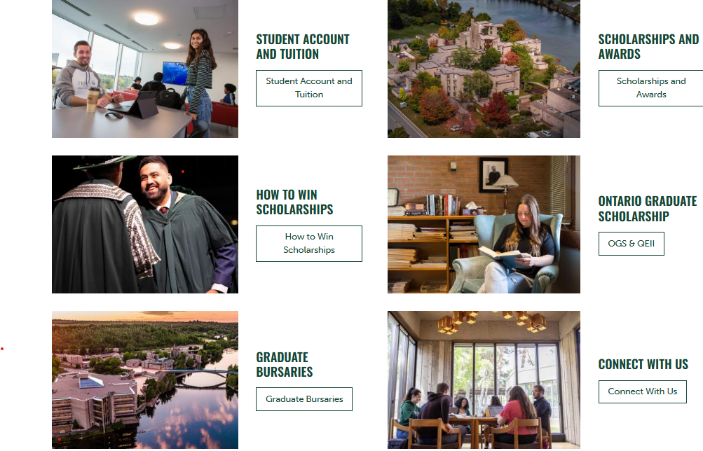 STUDENT ACCOUNT
AND TUITION
Student Account and
Tuition
SCHOLARSHIPS AND
AWARDS
Scholarships and
Awards
HOW TO WIN
SCHOLARSHIPS
How to Win
Scholarships
ONTARIO GRADUATE
SCHOLARSHIP
OGS & QEII
GRADUATE
BURSARIES
Graduate Bursaries
CONNECT WITH US
Connect With Us